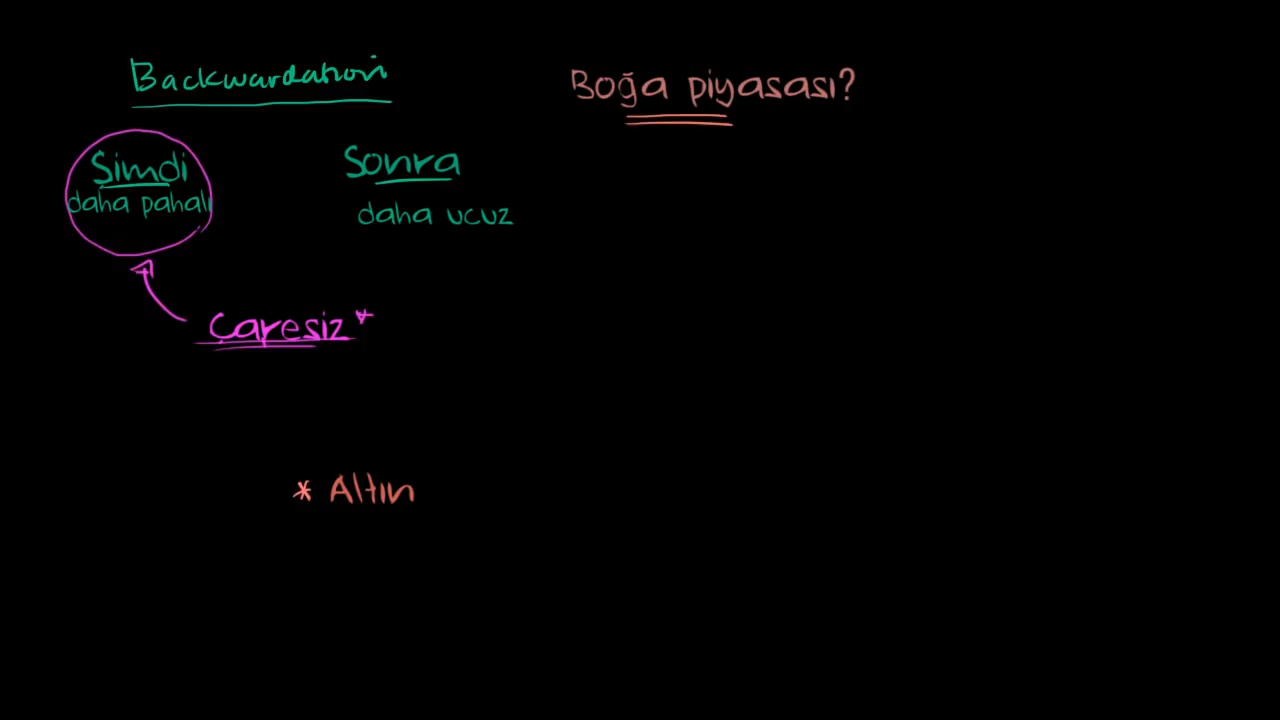 Backwardation
Boğa piyasası?
Şimdi
daha pahalı
Sonra
daha ucuz
Çaresiz *
* Altın